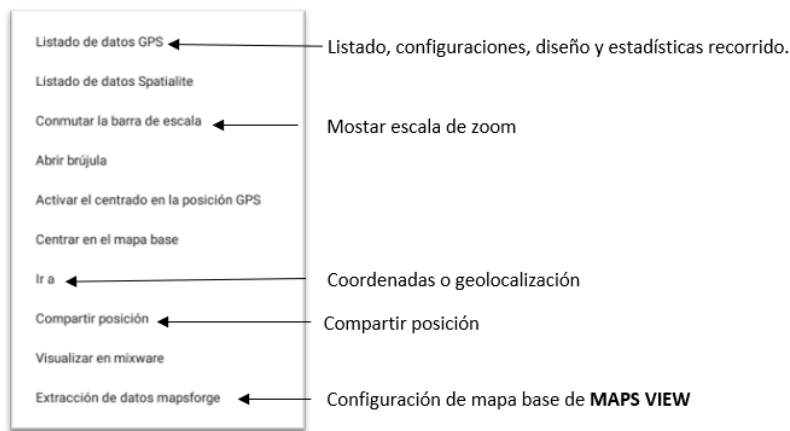 Listado de datos GPS
Listado, configuraciones, diseño y estadísticas recorrido.
Listado de datos Spatialite
Conmutar la barra de escala
Mostar escala de zoom
Abrir brújula
Activar el centrado en la posición GPS
Centrar en el mapa base
Ir a
Coordenadas o geolocalización
Compartir posición
Compartir posición
Visualizar en mixware
Extracción de datos mapsforge
Configuración de mapa base de MAPS VIEW